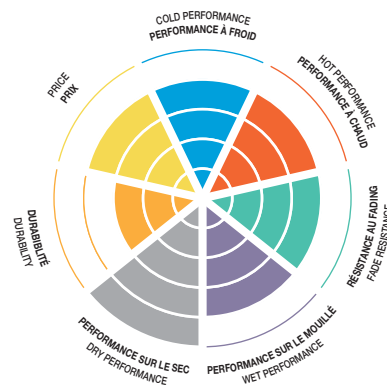 COLD PERFORMANCE
PERFORMANCE À FROID
HOT PERFORMANCE
PERFORMANCE À CHAUD
RÉSISTANCE AU FADING
FADE RESISTANCE
PERFORMANCE SUR LE MOUILLÉ
WET PERFORMANCE
PERFORMANCE SUR LE SEC
DRY PERFORMANCE
DURABIBLITÉ
DURABILITY
PRICE
PRIX